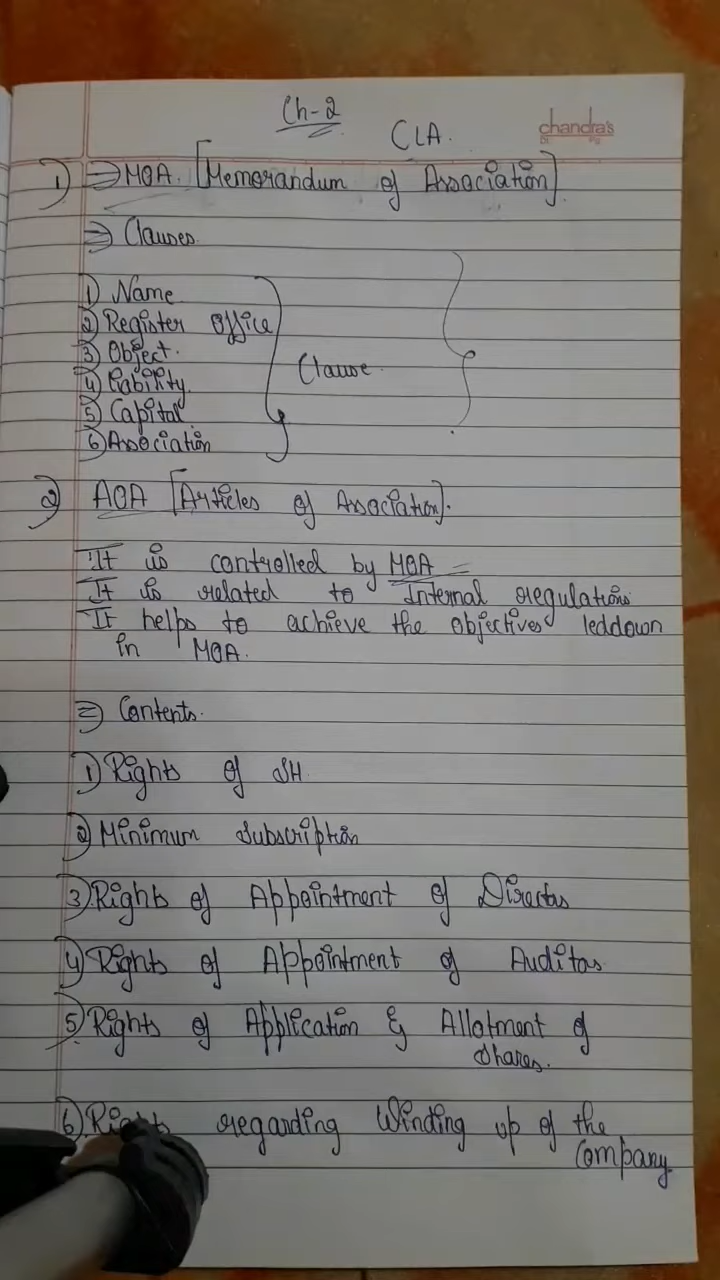 Ch-2
CLA.
chandra's
1) ⇒ MOA. [Memorandum of Association].
⇒ Clauses.
1) Name
2) Register office
3) Object.
Clause.
4) Liability
5) Capital
6) Association
2) AOA [Articles of Association].
It is controlled by MOA
It is related to Internal regulations
It helps to achieve the objectives leddown
in MOA.
⇒ Contents.
1) Rights of SH
2) Minimum Subscription
3) Rights of Appointment of Directors
4) Rights of Appointment of Auditors
5) Rights of Application & Allotment of
Shares.
6) Rights regarding Winding up of the
Company.